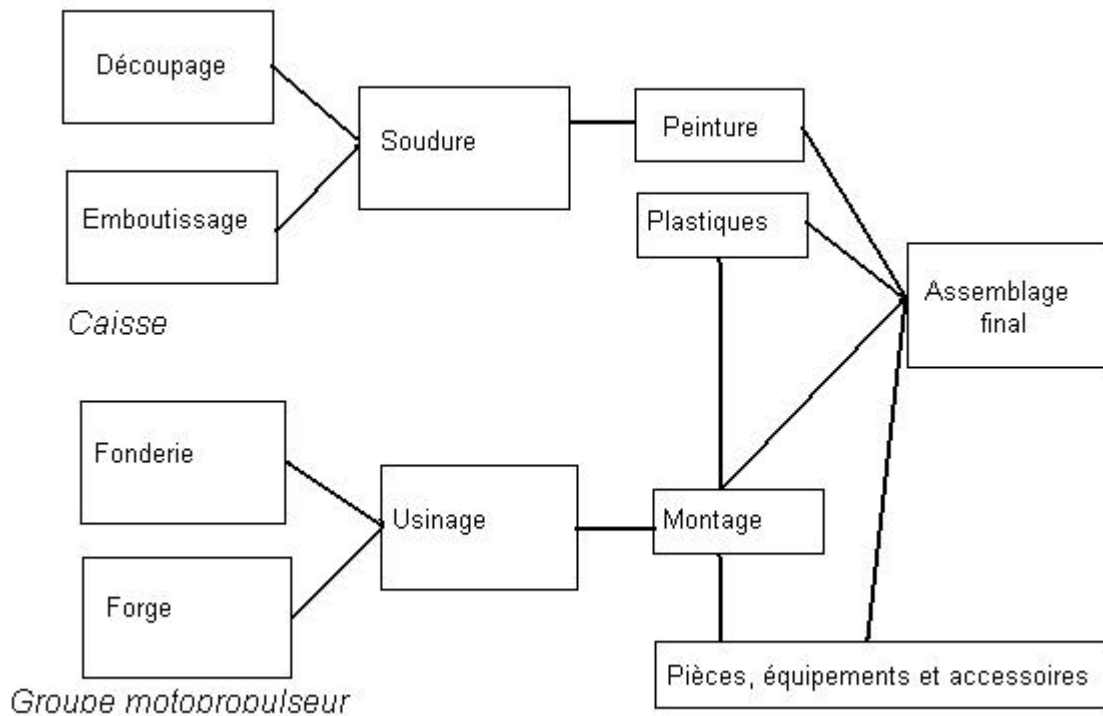 Découpage
Soudure
Peinture
Emboutissage
Plastiques
Caisse
Assemblage
final
Fonderie
Usinage
Montage
Forge
Pièces, équipements et accessoires
Groupe motopropulseur